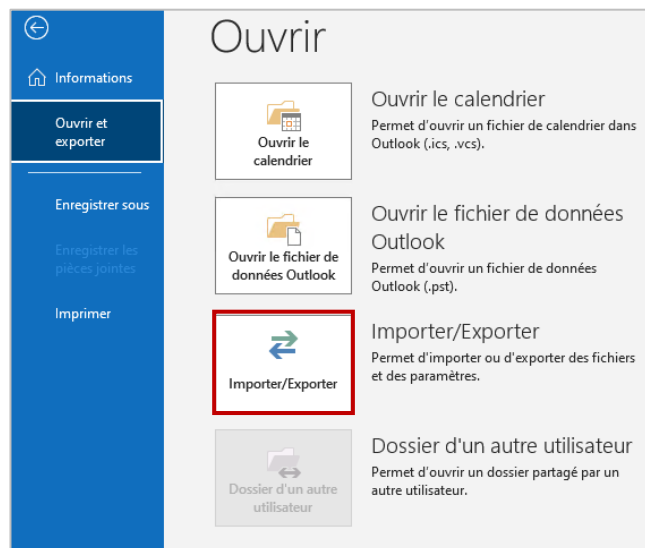 Ouvrir
Informations
Ouvrir et
exporter
Enregistrer sous
Enregistrer les
pièces jointes
Imprimer
Ouvrir le
calendrier
Ouvrir le calendrier
Permet d'ouvrir un fichier de calendrier dans
Outlook (.ics, .vcs).
Ouvrir le fichier de
données Outlook
Ouvrir le fichier de données
Outlook
Permet d'ouvrir un fichier de données
Outlook (.pst).
Importer/Exporter
Importer/Exporter
Permet d'importer ou d'exporter des fichiers
et des paramètres.
Dossier d'un autre
utilisateur
Dossier d'un autre utilisateur
Permet d'ouvrir un dossier partagé par un
autre utilisateur.